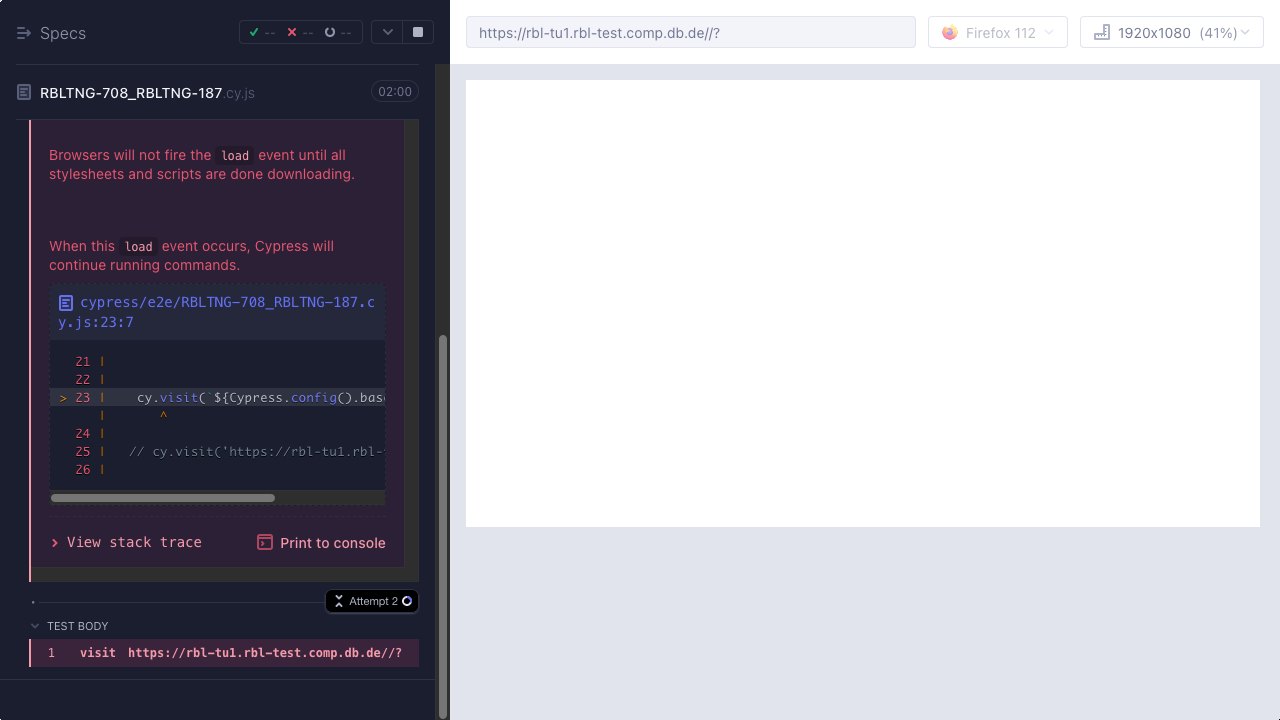 Specs
--
--
--
https://rbl-tu1.rbl-test.comp.db.de//?
Firefox 112
1920x1080 (41%)
RBLTNG-708_RBLTNG-187.cy.js
02:00
Browsers will not fire the load event until all
stylesheets and scripts are done downloading.
When this load event occurs, Cypress will
continue running commands.
cypress/e2e/RBLTNG-708_RBLTNG-187.c
y.js:23:7
21 |
22 |
> 23 | cy.visit(`${Cypress.config().bas
| ^
24 |
25 | // cy.visit('https://rbl-tu1.rbl-
26 |
> View stack trace
Print to console
Attempt 2
TEST BODY
1 visit https://rbl-tu1.rbl-test.comp.db.de//?